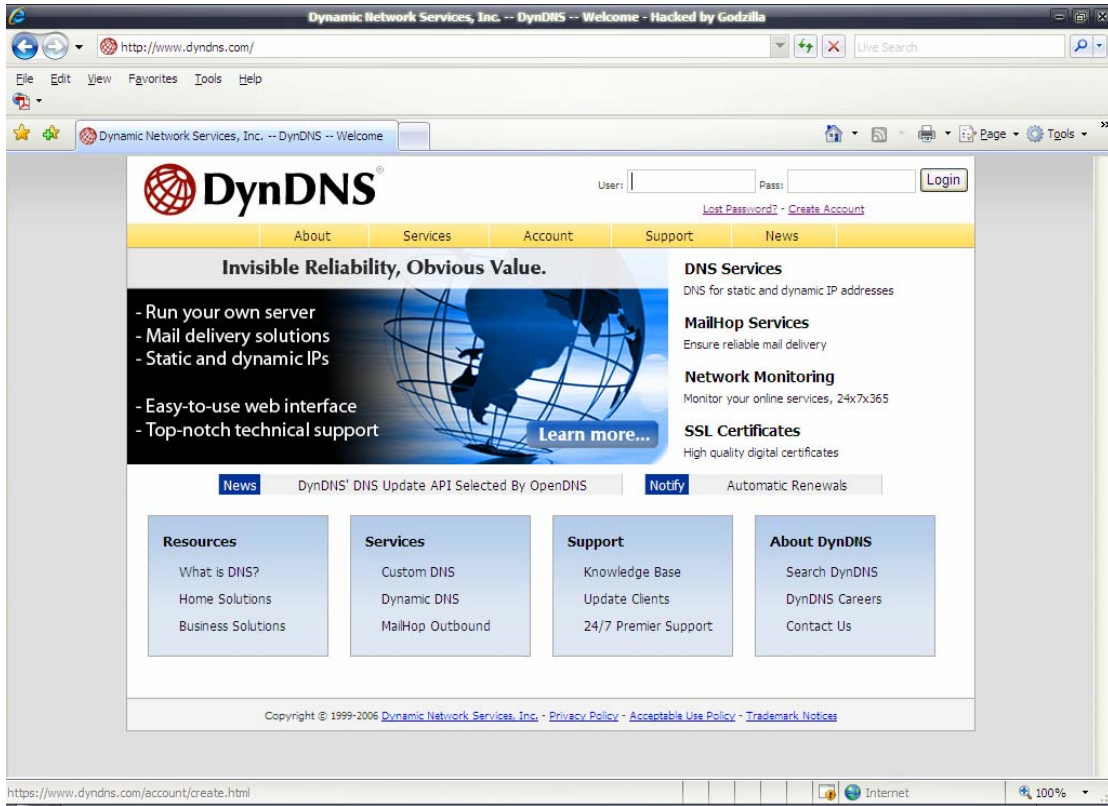 Dynamic Network Services, Inc. -- DynDNS -- Welcome - Hacked by Godzilla
http://www.dyndns.com/
Live Search
File Edit View Favorites Tools Help
Dynamic Network Services, Inc. -- DynDNS -- Welcome
Page Tools »
DynDNS®
User: Pass: Login
Lost Password? - Create Account
About Services Account Support News
Invisible Reliability, Obvious Value.
- Run your own server
- Mail delivery solutions
- Static and dynamic IPs
- Easy-to-use web interface
- Top-notch technical support
Learn more...
DNS Services
DNS for static and dynamic IP addresses
MailHop Services
Ensure reliable mail delivery
Network Monitoring
Monitor your online services, 24x7x365
SSL Certificates
High quality digital certificates
News DynDNS' DNS Update API Selected By OpenDNS Notify Automatic Renewals
Resources
What is DNS?
Home Solutions
Business Solutions
Services
Custom DNS
Dynamic DNS
MailHop Outbound
Support
Knowledge Base
Update Clients
24/7 Premier Support
About DynDNS
Search DynDNS
DynDNS Careers
Contact Us
Copyright © 1999-2006 Dynamic Network Services, Inc. - Privacy Policy - Acceptable Use Policy - Trademark Notices
https://www.dyndns.com/account/create.html
Internet
100%